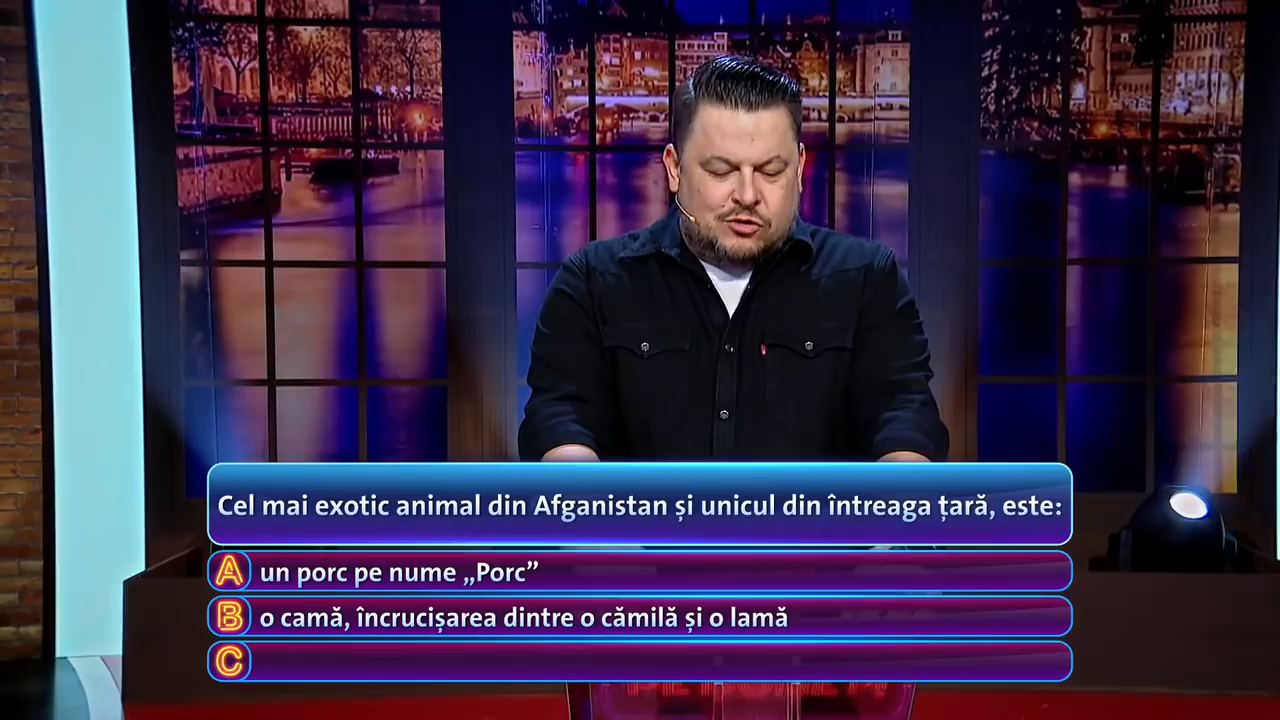 Cel mai exotic animal din Afganistan și unicul din întreaga țară, este:
A un porc pe nume „Porc”
B o camă, încrucișarea dintre o cămilă și o lamă
C